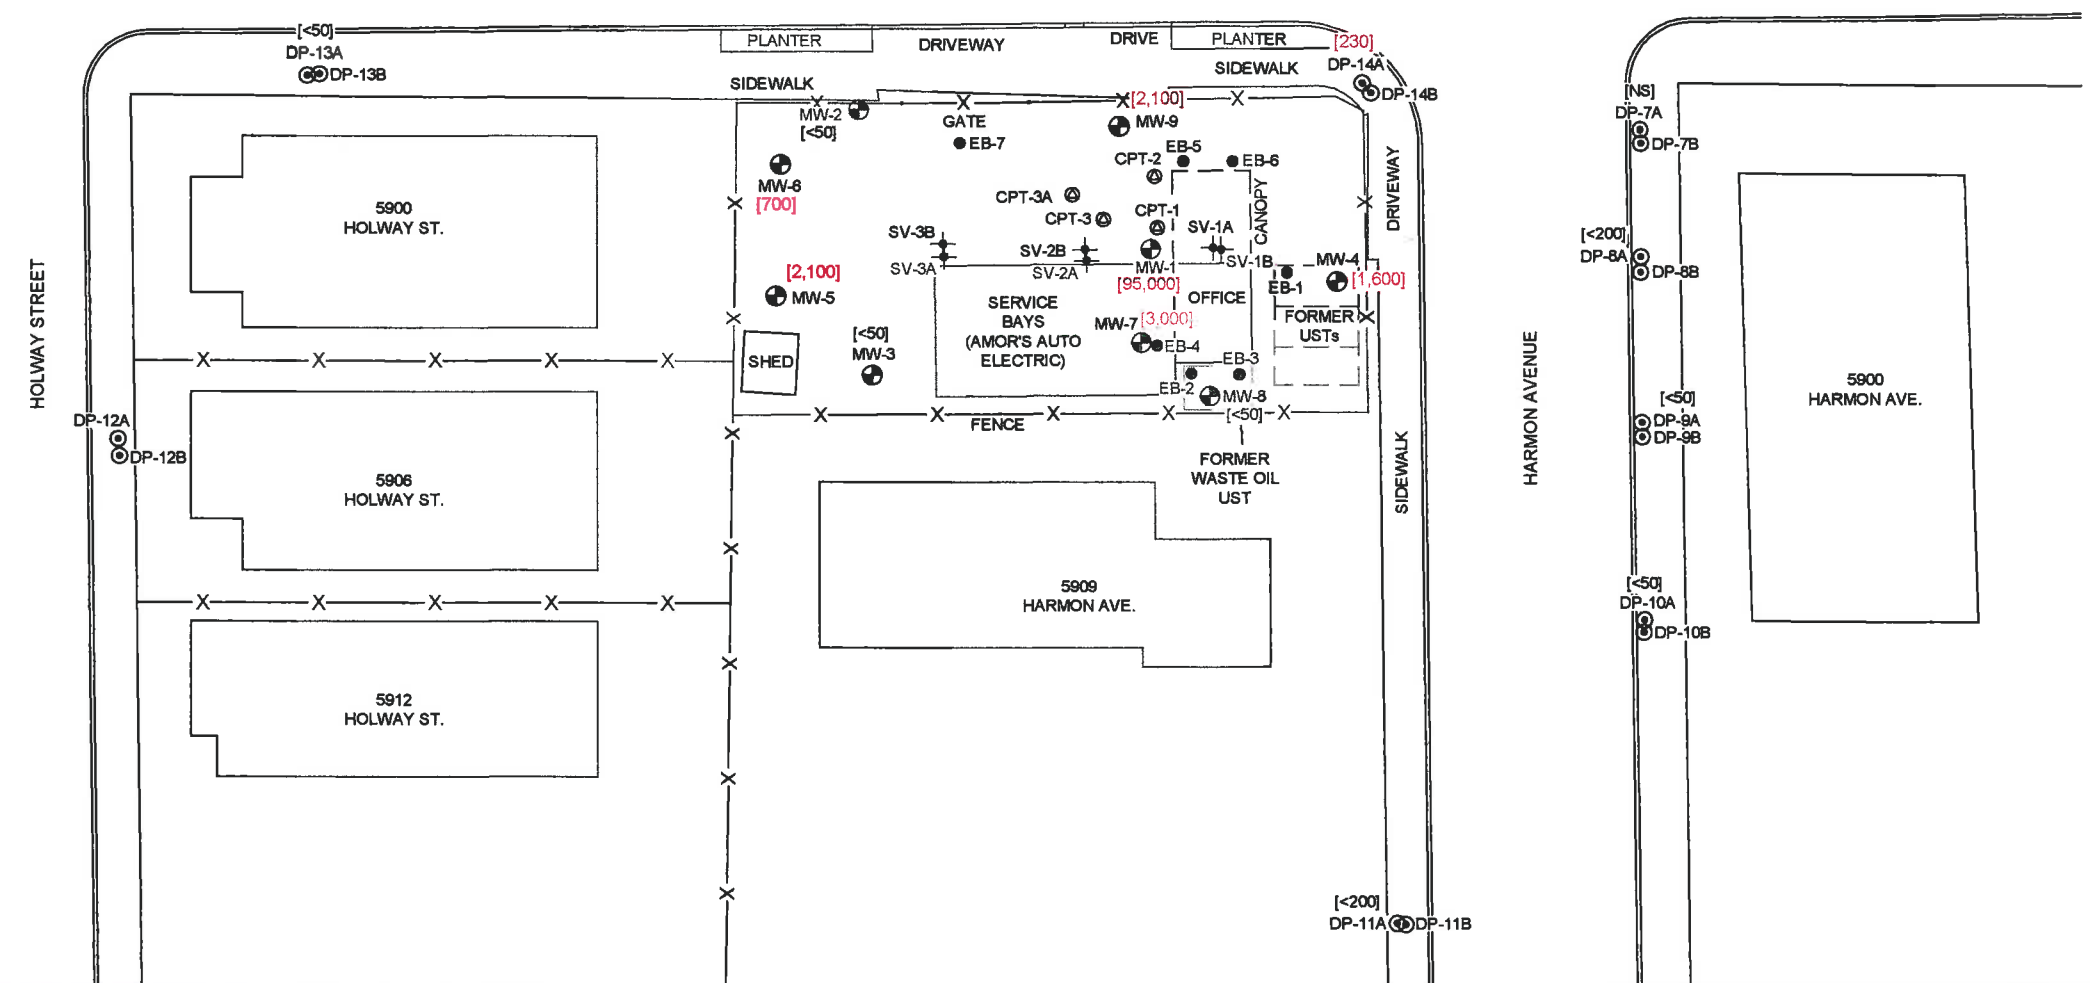 [<50]
DP-13A
DP-13B
PLANTER
DRIVEWAY
DRIVE
PLANTER
[230]
DP-14A
DP-14B
SIDEWALK
SIDEWALK
MW-2
[<50]
X
X
GATE
X
[2,100]
X
MW-9
EB-7
MW-6
[700]
CPT-2
EB-5
EB-6
CPT-3A
CPT-3
CPT-1
CANOPY
DRIVEWAY
X
X
SV-3B
SV-3A
SV-2B
SV-2A
MW-1
[95,000]
SV-1A
SV-1B
MW-4
[1,600]
EB-1
[2,100]
MW-5
X
SERVICE
BAYS
(AMOR'S AUTO
ELECTRIC)
OFFICE
FORMER
USTs
X
MW-7
[3,000]
EB-4
EB-3
EB-2
MW-8
[<50]
[<50]
MW-3
SHED
X X X X X
FENCE
X
X
X
X
X
FORMER
WASTE OIL
UST
5900
HOLWAY ST.
HOLWAY STREET
DP-12A
DP-12B
5906
HOLWAY ST.
X
X
X X X X X
5909
HARMON AVE.
X
5912
HOLWAY ST.
X
X
SIDEWALK
[<200]
DP-11A
DP-11B
HARMON AVENUE
[NS]
DP-7A
DP-7B
[<200]
DP-8A
DP-8B
[<50]
DP-9A
DP-9B
[<50]
DP-10A
DP-10B
5900
HARMON AVE.